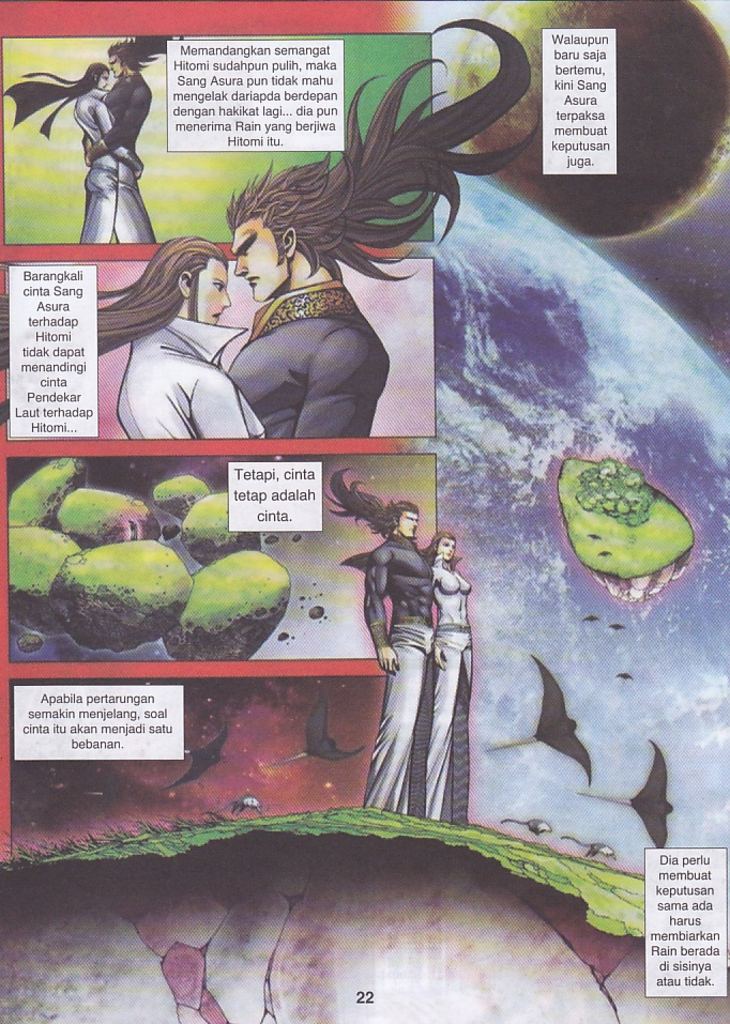 Memandangkan semangat
Hitomi sudahpun pulih, maka
Sang Asura pun tidak mahu
mengelak dariapda berdepan
dengan hakikat lagi... dia pun
menerima Rain yang berjiwa
Hitomi itu.
Walaupun
baru saja
bertemu,
kini Sang
Asura
terpaksa
membuat
keputusan
juga.
Barangkali
cinta Sang
Asura
terhadap
Hitomi
tidak dapat
menandingi
cinta
Pendekar
Laut terhadap
Hitomi...
Tetapi, cinta
tetap adalah
cinta.
Apabila pertarungan
semakin menjelang, soal
cinta itu akan menjadi satu
bebanan.
Dia perlu
membuat
keputusan
sama ada
harus
membiarkan
Rain berada
di sisinya
atau tidak.
22